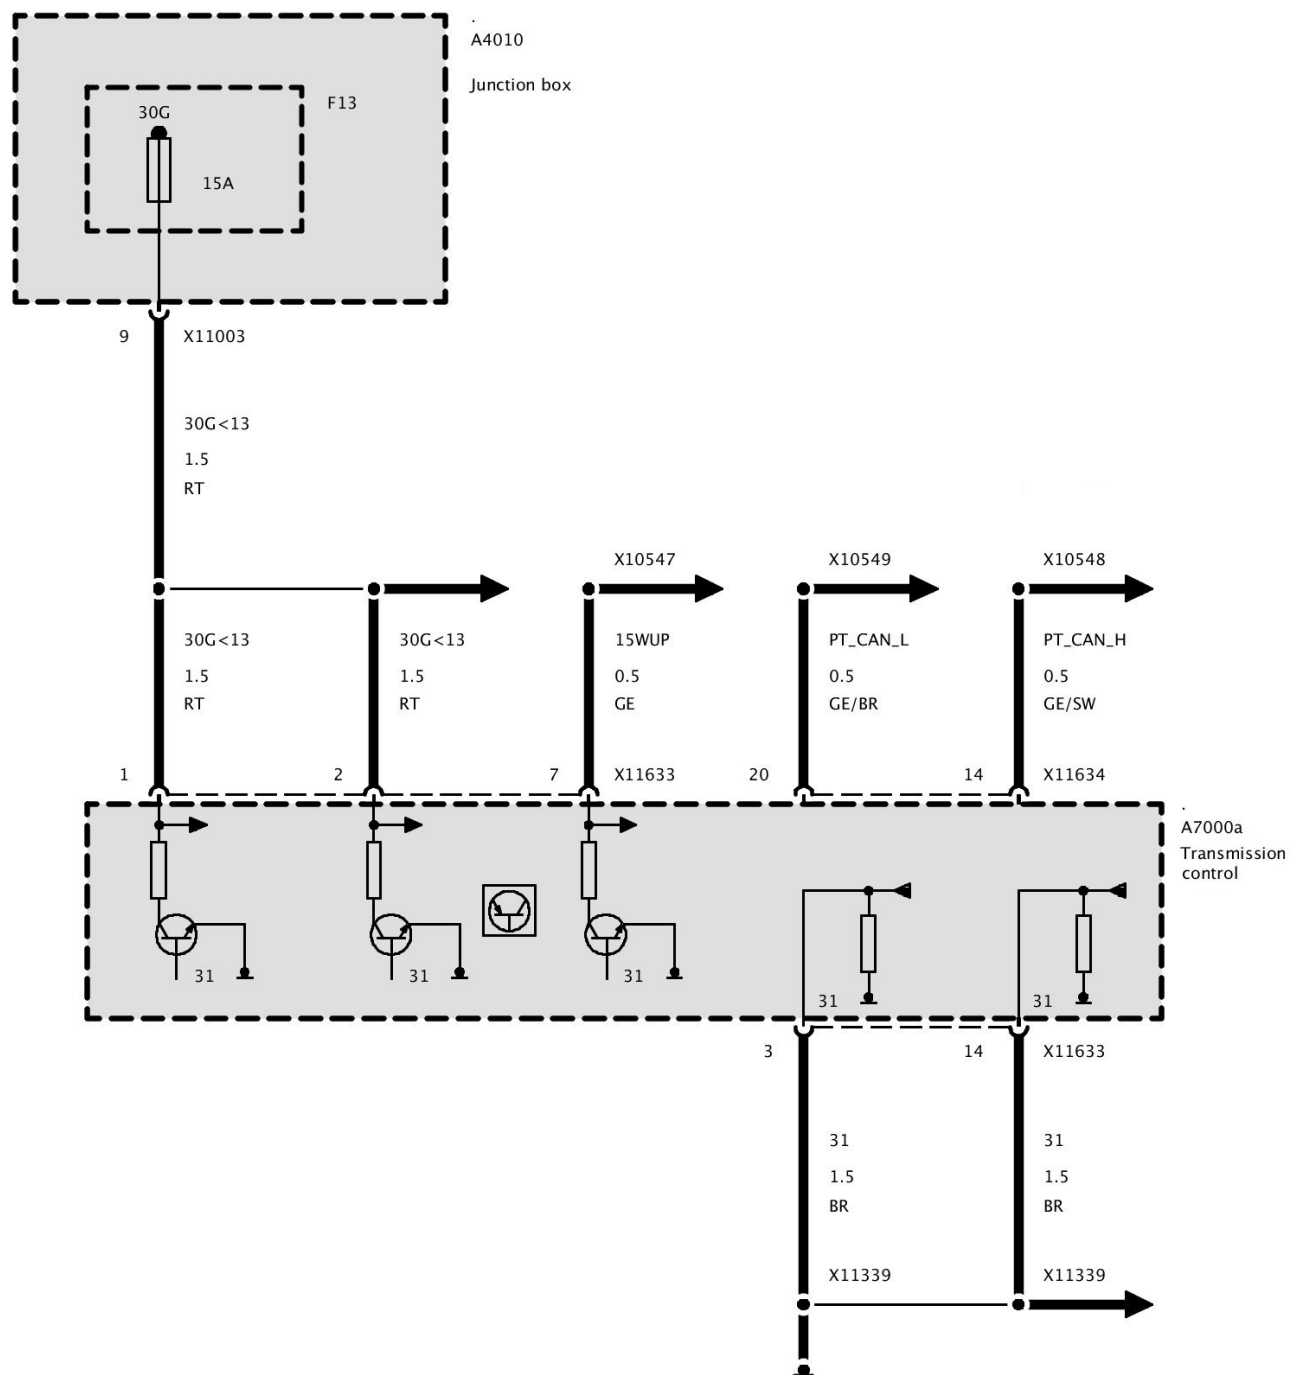 .
A4010
Junction box
F13
30G
15A
9 X11003
30G<13
1.5
RT
X10547 X10549 X10548
30G<13 30G<13 15WUP PT_CAN_L PT_CAN_H
1.5 1.5 0.5 0.5 0.5
RT RT GE GE/BR GE/SW
1 2 7 X11633 20 14 X11634
.
A7000a
Transmission
control
31 31 31
31 31
3 14 X11633
31 31
1.5 1.5
BR BR
X11339 X11339